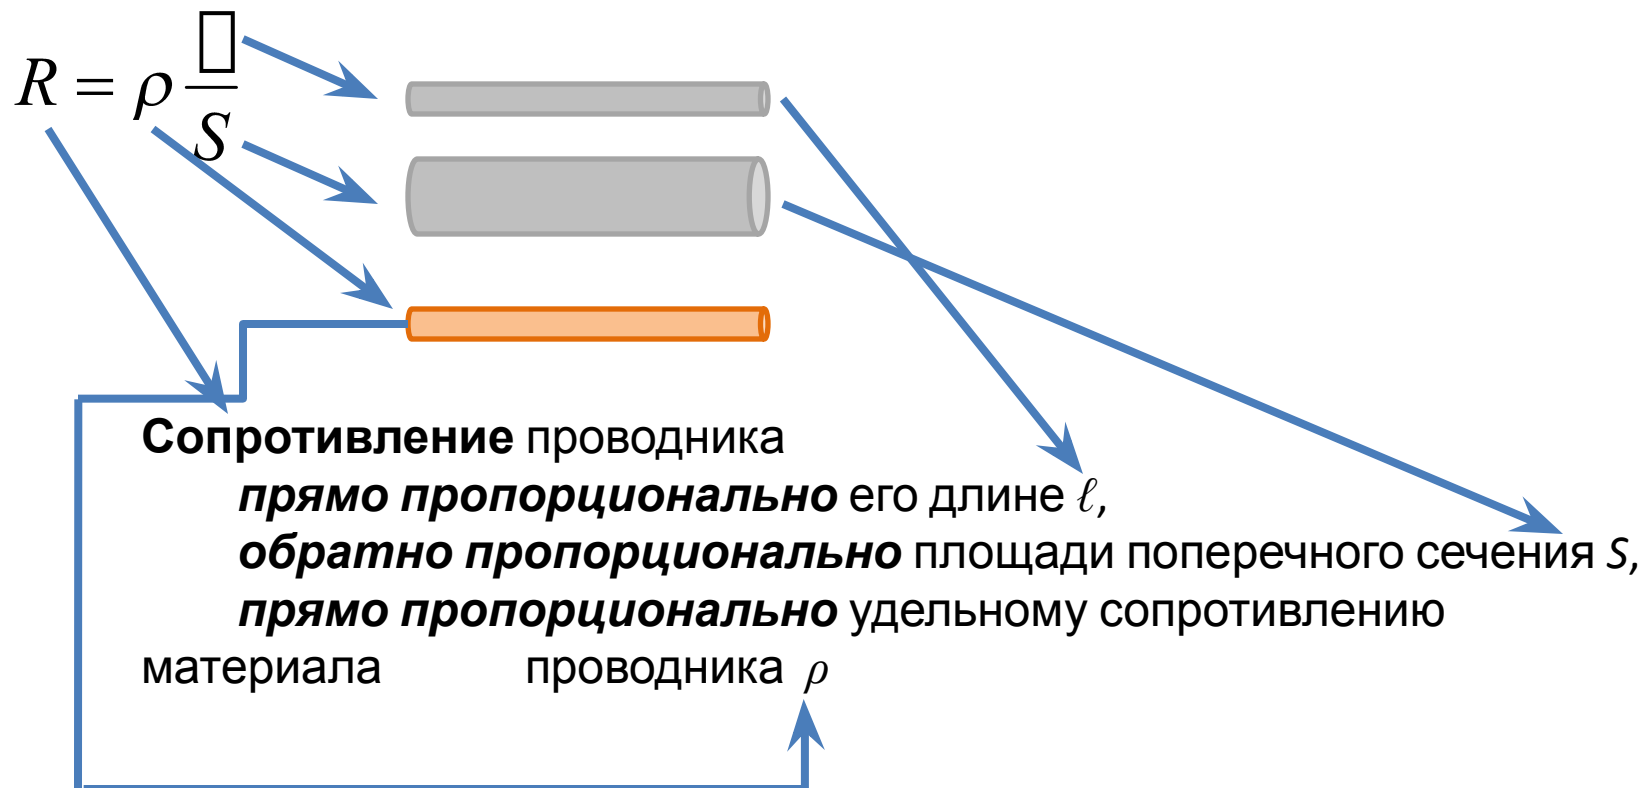 R = ρ □/S
Сопротивление проводника
прямо пропорционально его длине ℓ,
обратно пропорционально площади поперечного сечения S,
прямо пропорционально удельному сопротивлению
материала проводника ρ